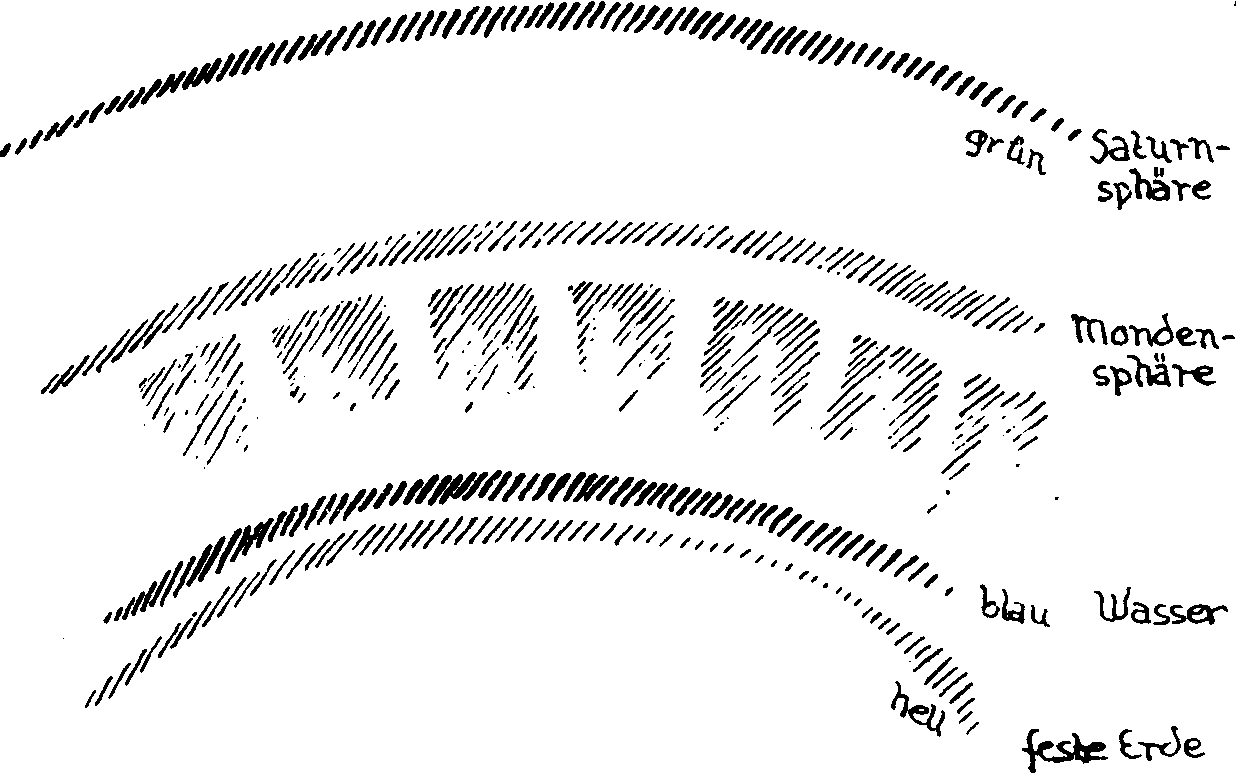 grün Saturn-
sphäre
Monden-
sphäre
blau Wasser
hell
feste Erde